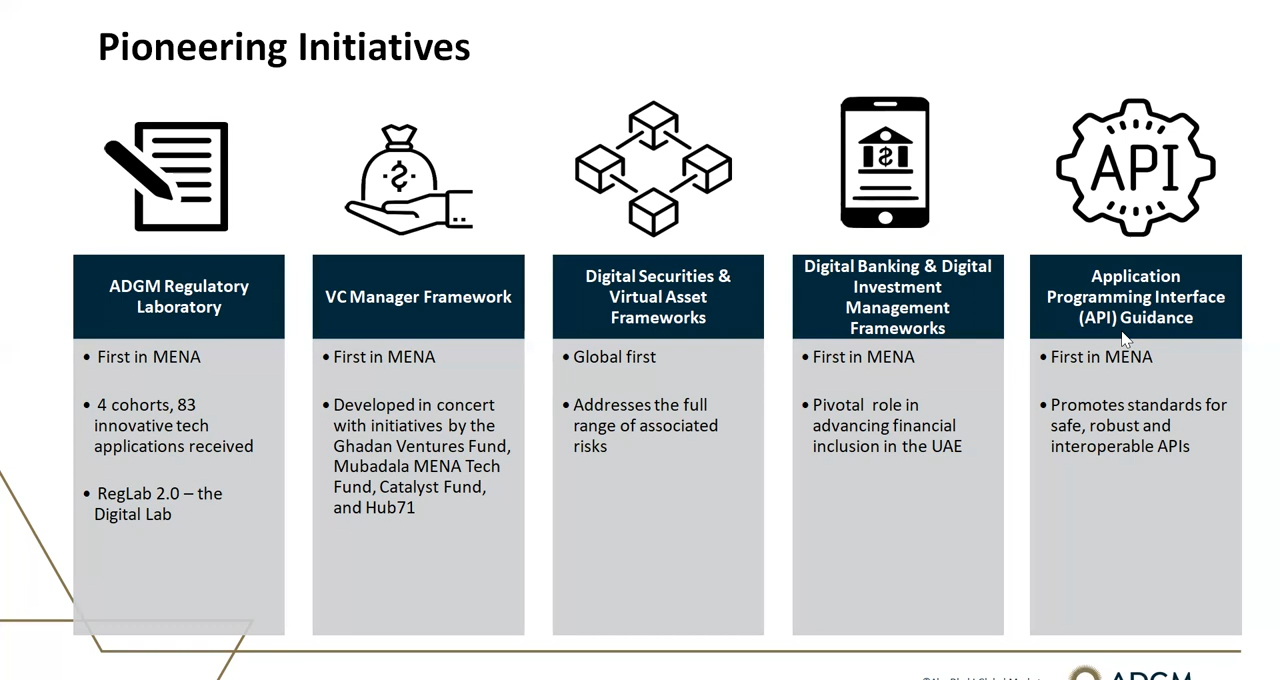 Pioneering Initiatives
API
ADGM Regulatory
Laboratory
• First in MENA
• 4 cohorts, 83
innovative tech
applications received
• RegLab 2.0 – the
Digital Lab
VC Manager Framework
• First in MENA
• Developed in concert
with initiatives by the
Ghadan Ventures Fund,
Mubadala MENA Tech
Fund, Catalyst Fund,
and Hub71
Digital Securities &
Virtual Asset
Frameworks
• Global first
• Addresses the full
range of associated
risks
Digital Banking & Digital
Investment
Management
Frameworks
• First in MENA
• Pivotal role in
advancing financial
inclusion in the UAE
Application
Programming Interface
(API) Guidance
• First in MENA
• Promotes standards for
safe, robust and
interoperable APIs
ADGM